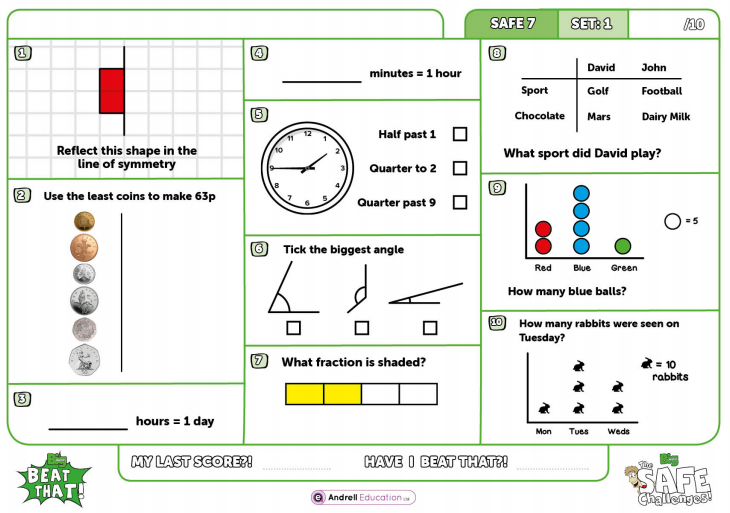 SAFE 7
SET: 1
/10
1
Reflect this shape in the
line of symmetry
2
Use the least coins to make 63p
3
hours = 1 day
4
minutes = 1 hour
5
12
1
2
3
4
5
6
7
8
9
10
11
Half past 1
Quarter to 2
Quarter past 9
6
Tick the biggest angle
7
What fraction is shaded?
8
David John
Sport Golf Football
Chocolate Mars Dairy Milk
What sport did David play?
9
= 5
Red Blue Green
How many blue balls?
10
How many rabbits were seen on
Tuesday?
= 10
rabbits
Mon Tues Weds
Big
BEAT
THAT!
MY LAST SCORE?!
HAVE I BEAT THAT?!
e Andrell Education LTD
Big
The
SAFE
Challenges!